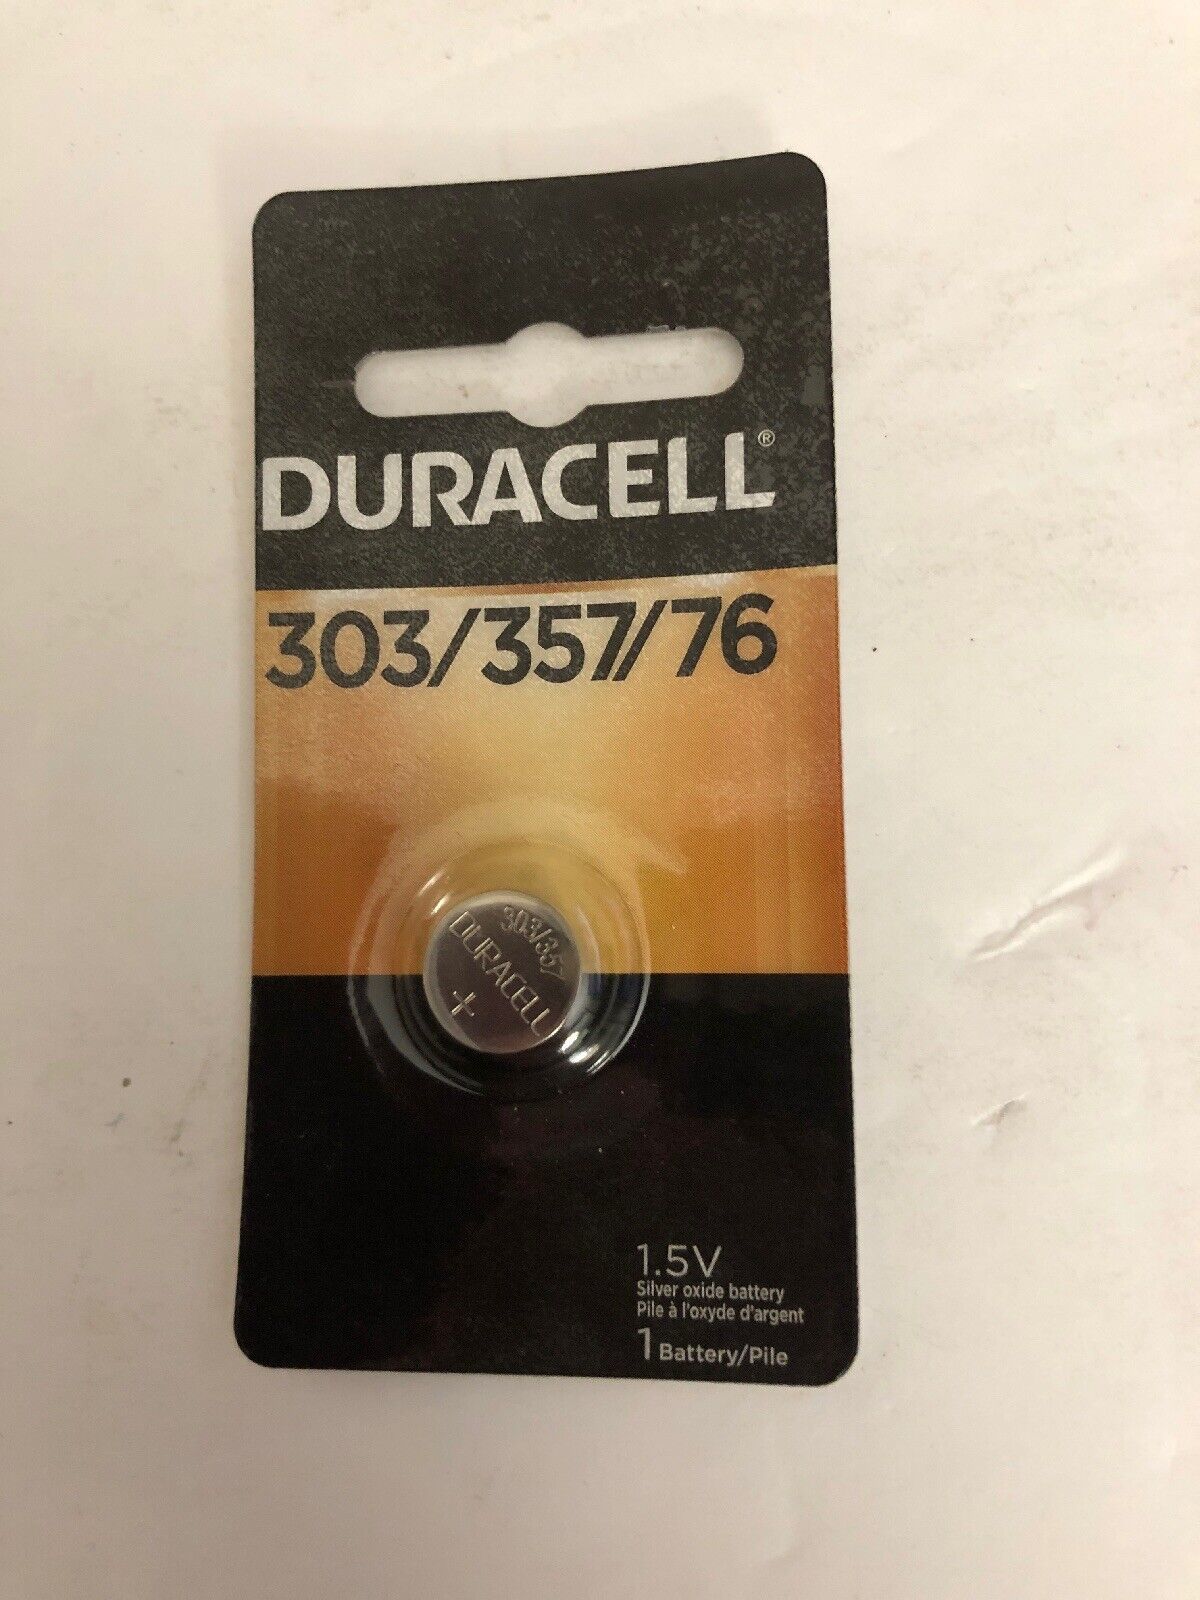 DURACELL®
303/357/76
303/357
DURACELL
+
1.5V
Silver oxide battery
Pile à l'oxyde d'argent
1 Battery/Pile